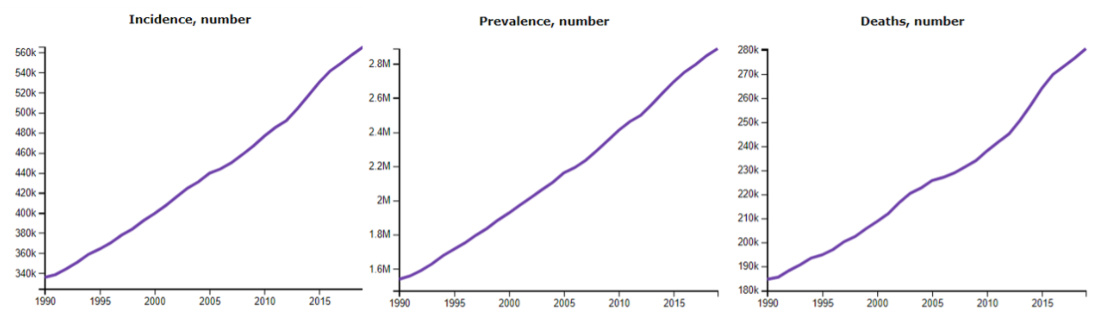 Incidence, number
560k
540k
520k
500k
480k
460k
440k
420k
400k
380k
360k
340k
1990
1995
2000
2005
2010
2015
Prevalence, number
2.8M
2.6M
2.4M
2.2M
2M
1.8M
1.6M
1990
1995
2000
2005
2010
2015
Deaths, number
280k
270k
260k
250k
240k
230k
220k
210k
200k
190k
180k
1990
1995
2000
2005
2010
2015